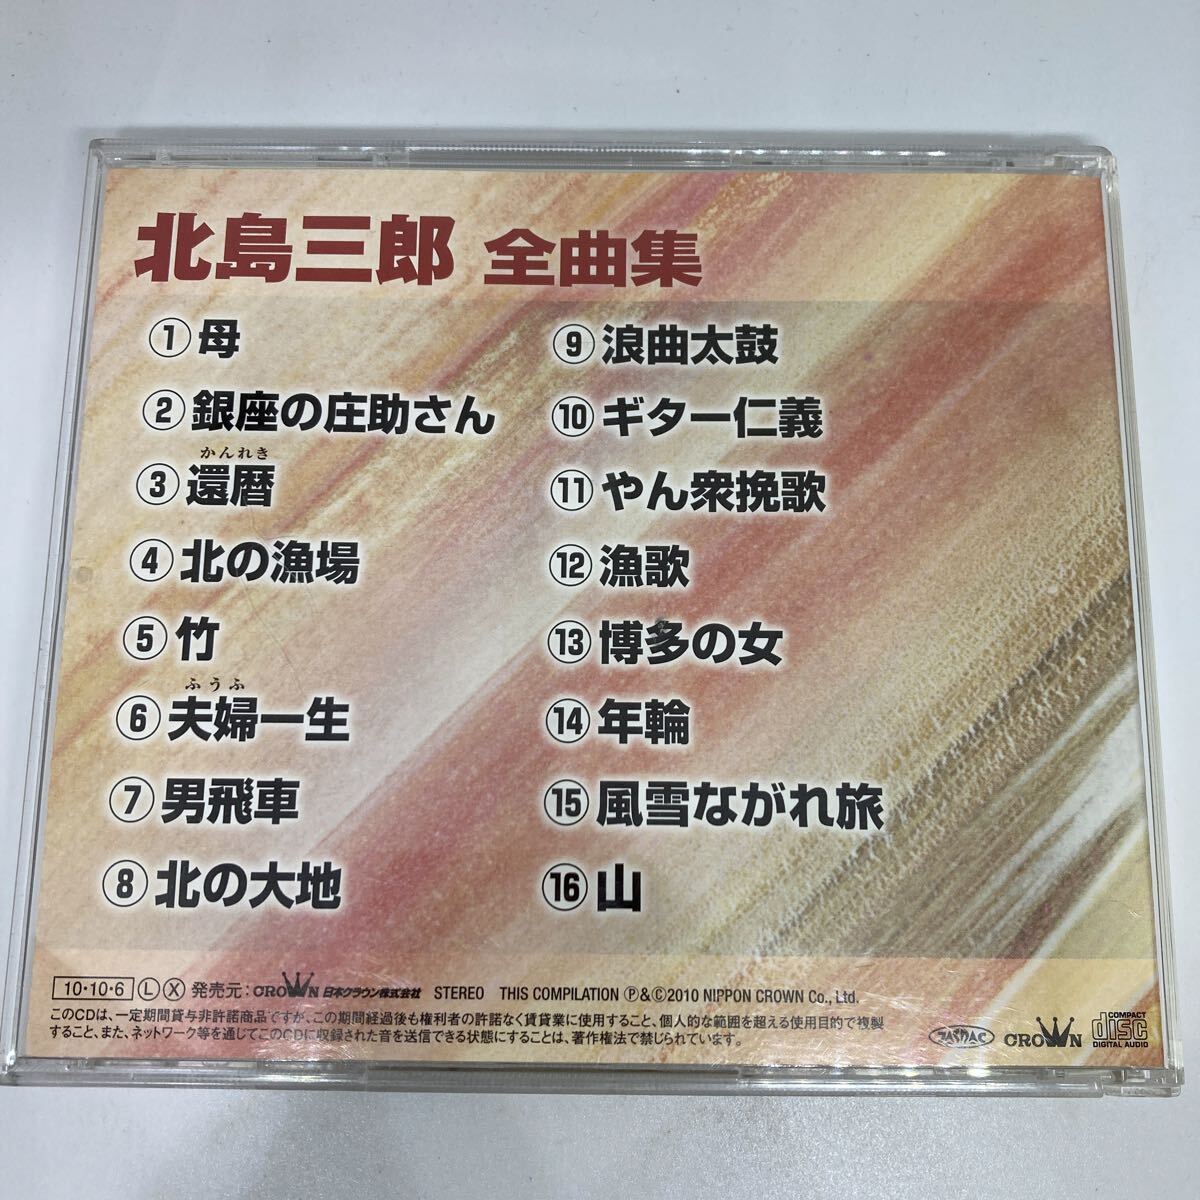 北島三郎 全曲集
①母
②銀座の庄助さん
かんれき
③還暦
④北の漁場
⑤竹
ふうふ
⑥夫婦一生
⑦男飛車
⑧北の大地
⑨浪曲太鼓
⑩ギター仁義
⑪やん衆挽歌
⑫漁歌
⑬博多の女
⑭年輪
⑮風雪ながれ旅
⑯山
10・10・6 Ⓛ Ⓧ 発売元：CROWN 日本クラウン株式会社 STEREO THIS COMPILATION Ⓟ&©2010 NIPPON CROWN Co., Ltd.
このCDは、一定期間貸与非許諾商品ですが、この期間経過後も権利者の許諾なく賃貸業に使用すること、個人的な範囲を超える使用目的で複製
すること、また、ネットワーク等を通じてこのCDに収録された音を送信できる状態にすることは、著作権法で禁じられています。
JASRAC CROWN COMPACT disc DIGITAL AUDIO